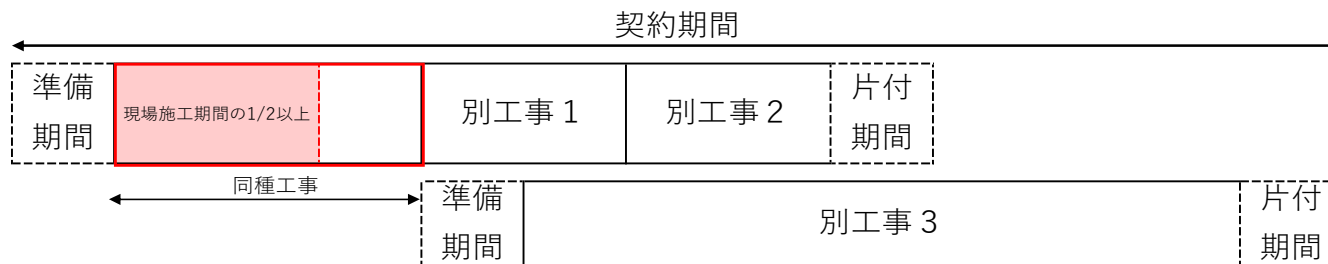 契約期間
準備
期間
現場施工期間の1/2以上
別工事１
別工事２
片付
期間
同種工事
準備
期間
別工事３
片付
期間